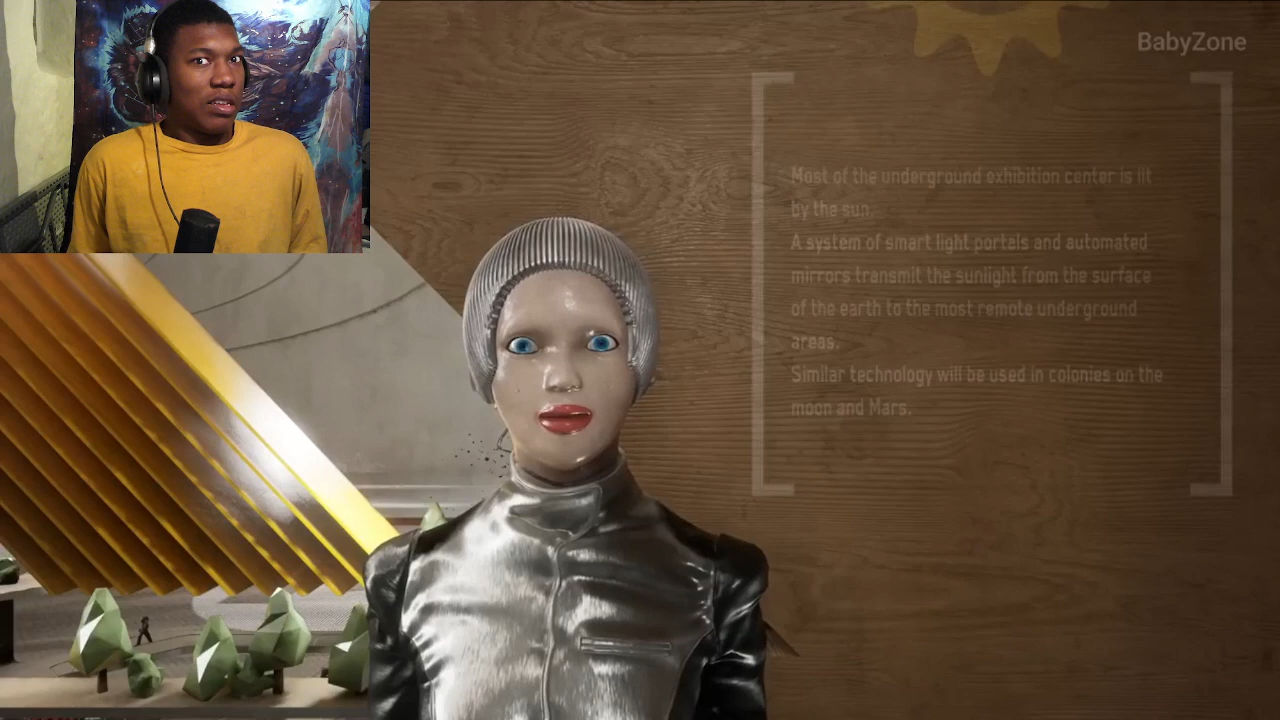 BabyZone
Most of the underground exhibition center is lit
by the sun.
A system of smart light portals and automated
mirrors transmit the sunlight from the surface
of the earth to the most remote underground
areas.
Similar technology will be used in colonies on the
moon and Mars.